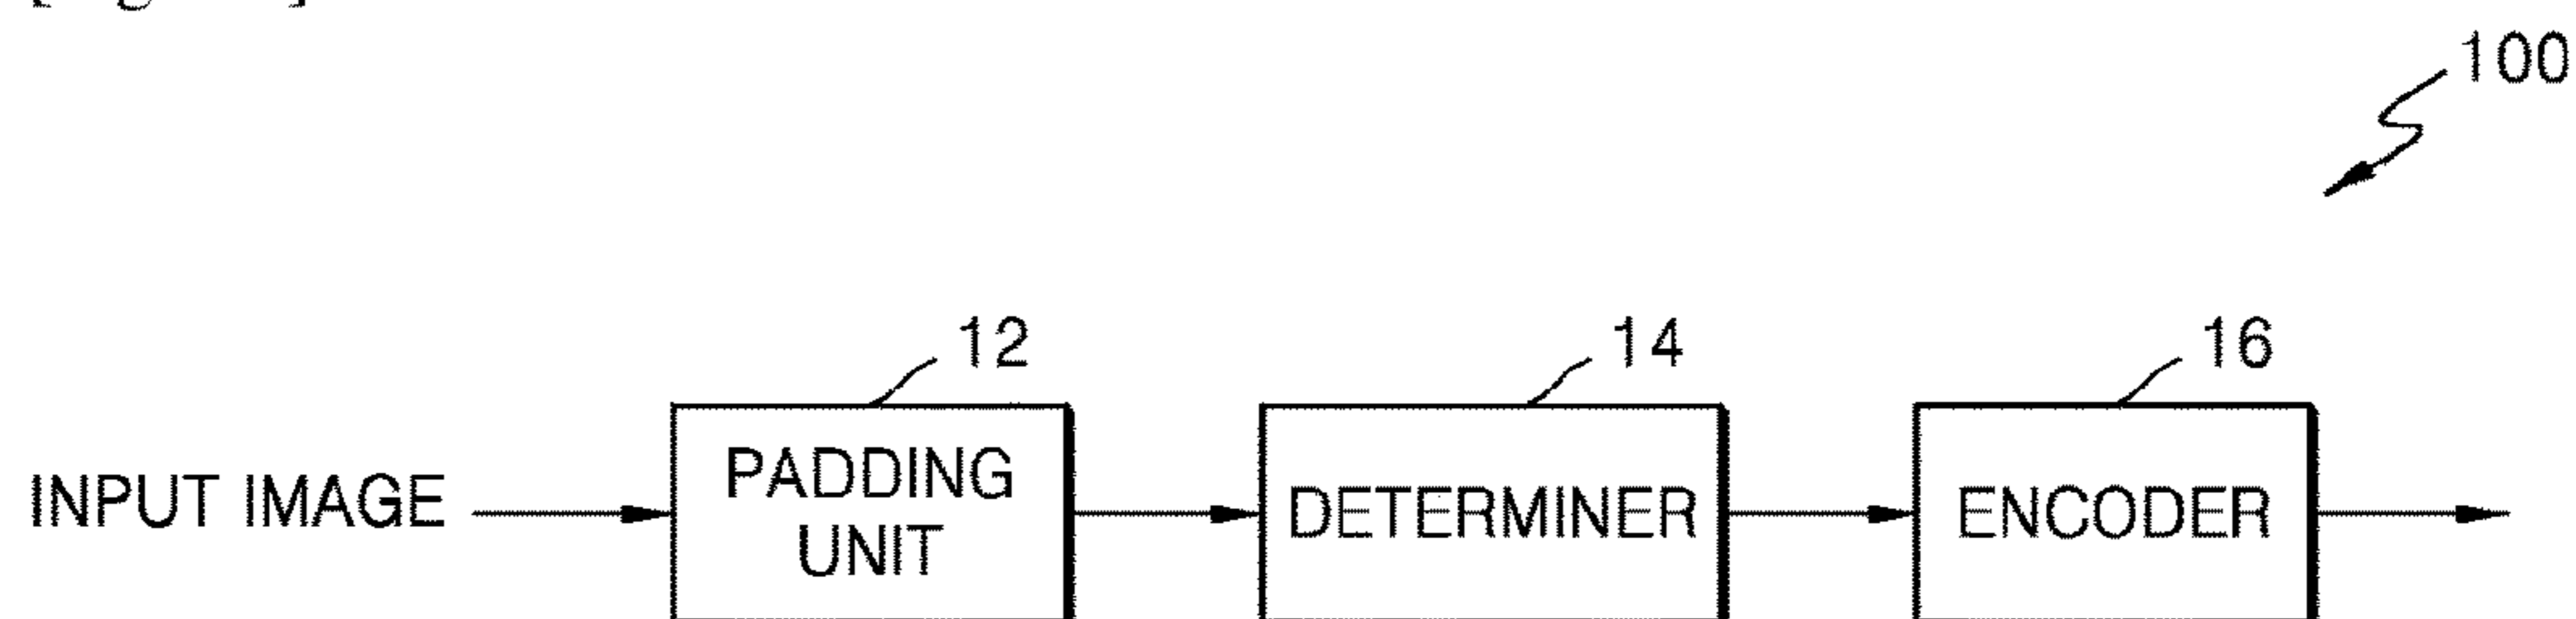 100
12
14
16
INPUT IMAGE
PADDING
UNIT
DETERMINER
ENCODER